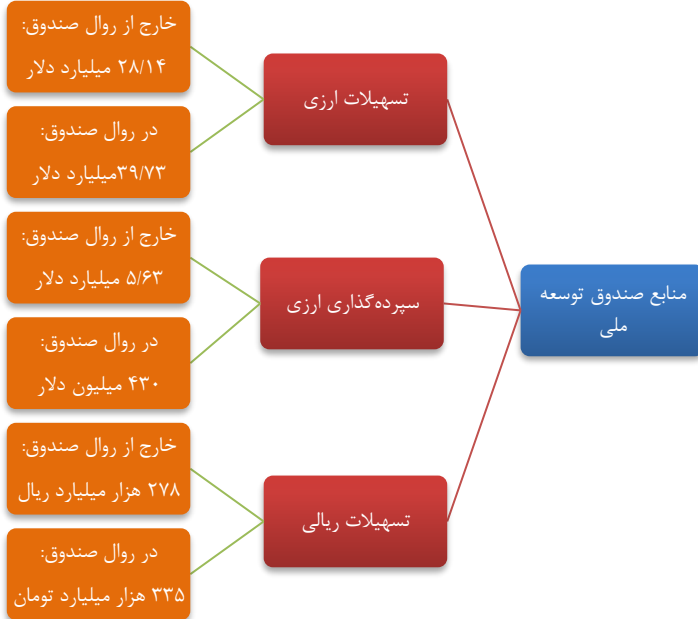 منابع صندوق توسعه
ملی
تسهیلات ارزی
خارج از روال صندوق:
۲۸/۱۴ میلیارد دلار
در روال صندوق:
۳۹/۷۳میلیارد دلار
سپرده‌گذاری ارزی
خارج از روال صندوق:
۵/۶۳ میلیارد دلار
در روال صندوق:
۴۳۰ میلیون دلار
تسهیلات ریالی
خارج از روال صندوق:
۲۷۸ هزار میلیارد ریال
در روال صندوق:
۳۳۵ هزار میلیارد تومان